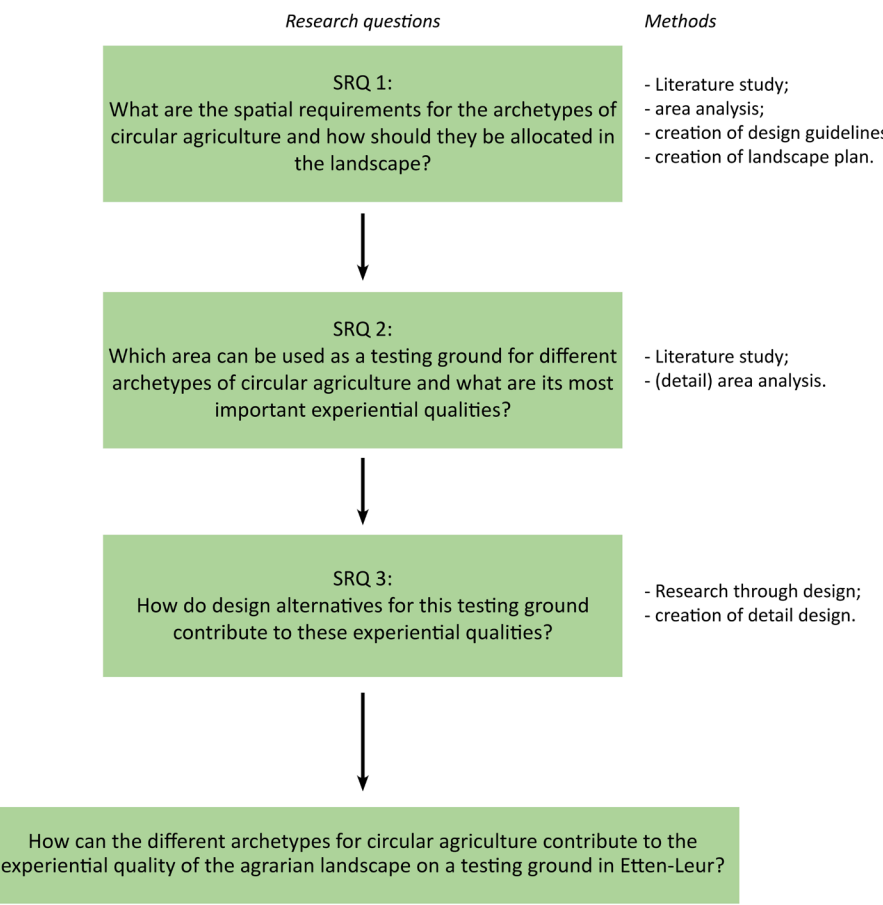 Research questions
Methods
SRQ 1:
What are the spatial requirements for the archetypes of
circular agriculture and how should they be allocated in
the landscape?
- Literature study;
- area analysis;
- creation of design guidelines
- creation of landscape plan.
SRQ 2:
Which area can be used as a testing ground for different
archetypes of circular agriculture and what are its most
important experiential qualities?
- Literature study;
- (detail) area analysis.
SRQ 3:
How do design alternatives for this testing ground
contribute to these experiential qualities?
- Research through design;
- creation of detail design.
How can the different archetypes for circular agriculture contribute to the
experiential quality of the agrarian landscape on a testing ground in Etten-Leur?